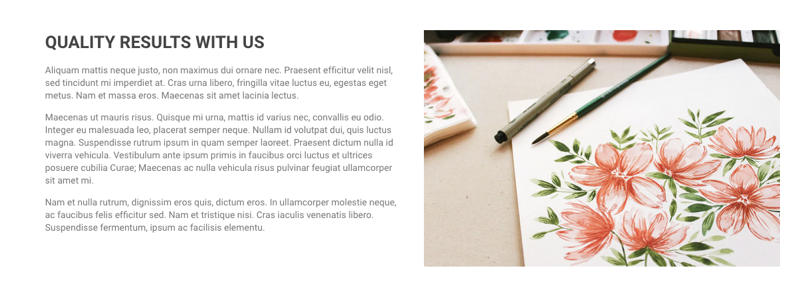 QUALITY RESULTS WITH US
Aliquam mattis neque justo, non maximus dui ornare nec. Praesent efficitur velit nisl,
sed tincidunt mi imperdiet at. Cras urna libero, fringilla vitae luctus eu, egestas eget
metus. Nam et massa eros. Maecenas sit amet lacinia lectus.
Maecenas ut mauris risus. Quisque mi urna, mattis id varius nec, convallis eu odio.
Integer eu malesuada leo, placerat semper neque. Nullam id volutpat dui, quis luctus
magna. Suspendisse rutrum ipsum in quam semper laoreet. Praesent dictum nulla id
viverra vehicula. Vestibulum ante ipsum primis in faucibus orci luctus et ultrices
posuere cubilia Curae; Maecenas ac nulla vehicula risus pulvinar feugiat ullamcorper
sit amet mi.
Nam et nulla rutrum, dignissim eros quis, dictum eros. In ullamcorper molestie neque,
ac faucibus felis efficitur sed. Nam et tristique nisi. Cras iaculis venenatis libero.
Suspendisse fermentum, ipsum ac facilisis elementu.